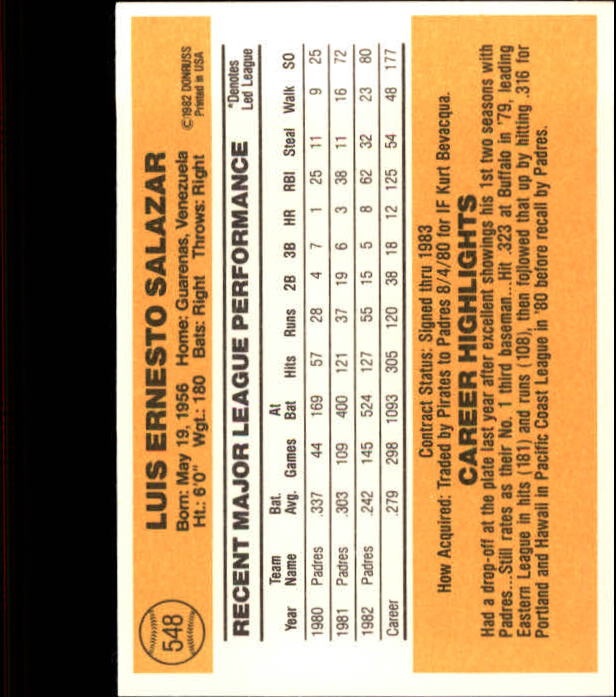 548
LUIS ERNESTO SALAZAR
Born: May 19, 1956 Home: Guarenas, Venezuela
Ht.: 6'0" Wgt.: 180 Bats: Right Throws: Right
©1982 DONRUSS
Printed in USA
RECENT MAJOR LEAGUE PERFORMANCE
*Denotes
Led League
Team Bat. At
Year Name Avg. Games Bat Hits Runs 2B 3B HR RBI Steal Walk SO
1980 Padres .337 44 169 57 28 4 7 1 25 11 9 25
1981 Padres .303 109 400 121 37 19 6 3 38 11 16 72
1982 Padres .242 145 524 127 55 15 5 8 62 32 23 80
Career .279 298 1093 305 120 38 18 12 125 54 48 177
Contract Status: Signed thru 1983
How Acquired: Traded by Pirates to Padres 8/4/80 for IF Kurt Bevacqua.
CAREER HIGHLIGHTS
Had a drop-off at the plate last year after excellent showings his 1st two seasons with
Padres...Still rates as their No. 1 third baseman...Hit .323 at Buffalo in '79, leading
Eastern League in hits (181) and runs (108), then followed that up by hitting .316 for
Portland and Hawaii in Pacific Coast League in '80 before recall by Padres.